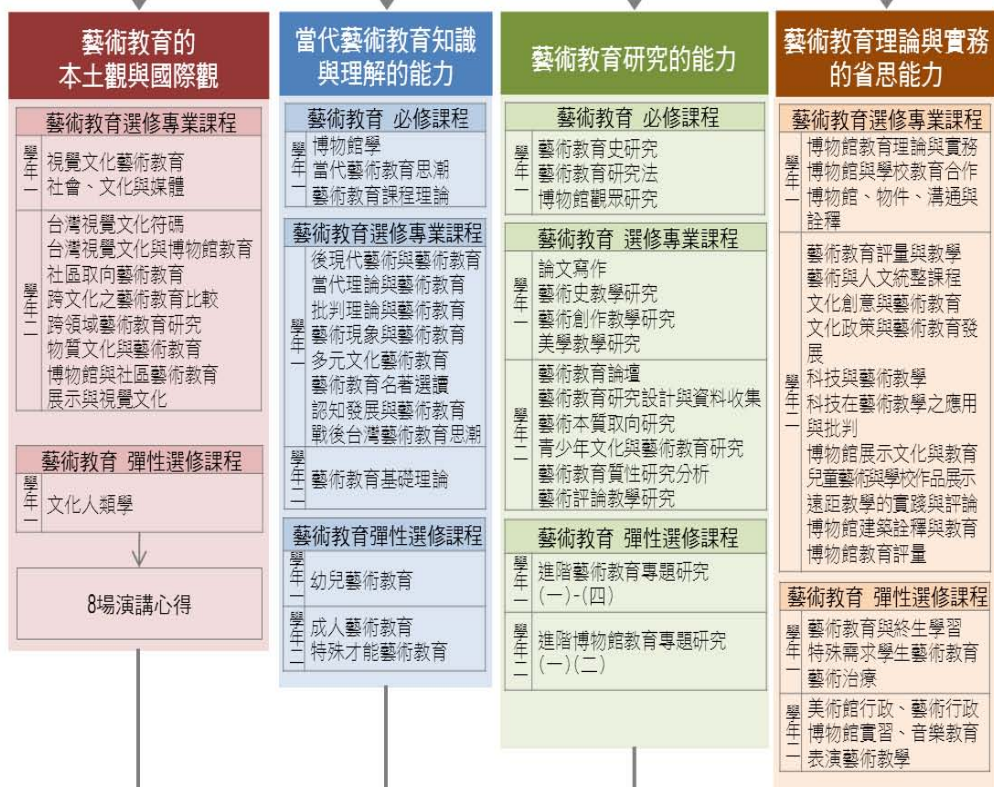 藝術教育的
本土觀與國際觀
藝術教育選修專業課程
學年一
視覺文化藝術教育
社會、文化與媒體
學年二
台灣視覺文化符碼
台灣視覺文化與博物館教育
社區取向藝術教育
跨文化之藝術教育比較
跨領域藝術教育研究
物質文化與藝術教育
博物館與社區藝術教育
展示與視覺文化
藝術教育 彈性選修課程
學年一
文化人類學
8場演講心得
當代藝術教育知識
與理解的能力
藝術教育 必修課程
學年一
博物館學
當代藝術教育思潮
藝術教育課程理論
藝術教育選修專業課程
學年一
後現代藝術與藝術教育
當代理論與藝術教育
批判理論與藝術教育
藝術現象與藝術教育
多元文化藝術教育
藝術教育名著選讀
認知發展與藝術教育
戰後台灣藝術教育思潮
學年二
藝術教育基礎理論
藝術教育彈性選修課程
學年一
幼兒藝術教育
學年二
成人藝術教育
特殊才能藝術教育
藝術教育研究的能力
藝術教育 必修課程
學年一
藝術教育史研究
藝術教育研究法
博物館觀眾研究
藝術教育 選修專業課程
學年一
論文寫作
藝術史教學研究
藝術創作教學研究
美學教學研究
學年二
藝術教育論壇
藝術教育研究設計與資料收集
藝術本質取向研究
青少年文化與藝術教育研究
藝術教育質性研究分析
藝術評論教學研究
藝術教育 彈性選修課程
學年一
進階藝術教育專題研究
(一)-(四)
學年二
進階博物館教育專題研究
(一)(二)
藝術教育理論與實務
的省思能力
藝術教育選修專業課程
學年一
博物館教育理論與實務
博物館與學校教育合作
博物館、物件、溝通與
詮釋
學年二
藝術教育評量與教學
藝術與人文統整課程
文化創意與藝術教育
文化政策與藝術教育發
展
科技與藝術教學
科技在藝術教學之應用
與批判
博物館展示文化與教育
兒童藝術與學校作品展示
遠距教學的實踐與評論
博物館建築詮釋與教育
博物館教育評量
藝術教育 彈性選修課程
學年一
藝術教育與終生學習
特殊需求學生藝術教育
藝術治療
學年二
美術館行政、藝術行政
博物館實習、音樂教育
表演藝術教學